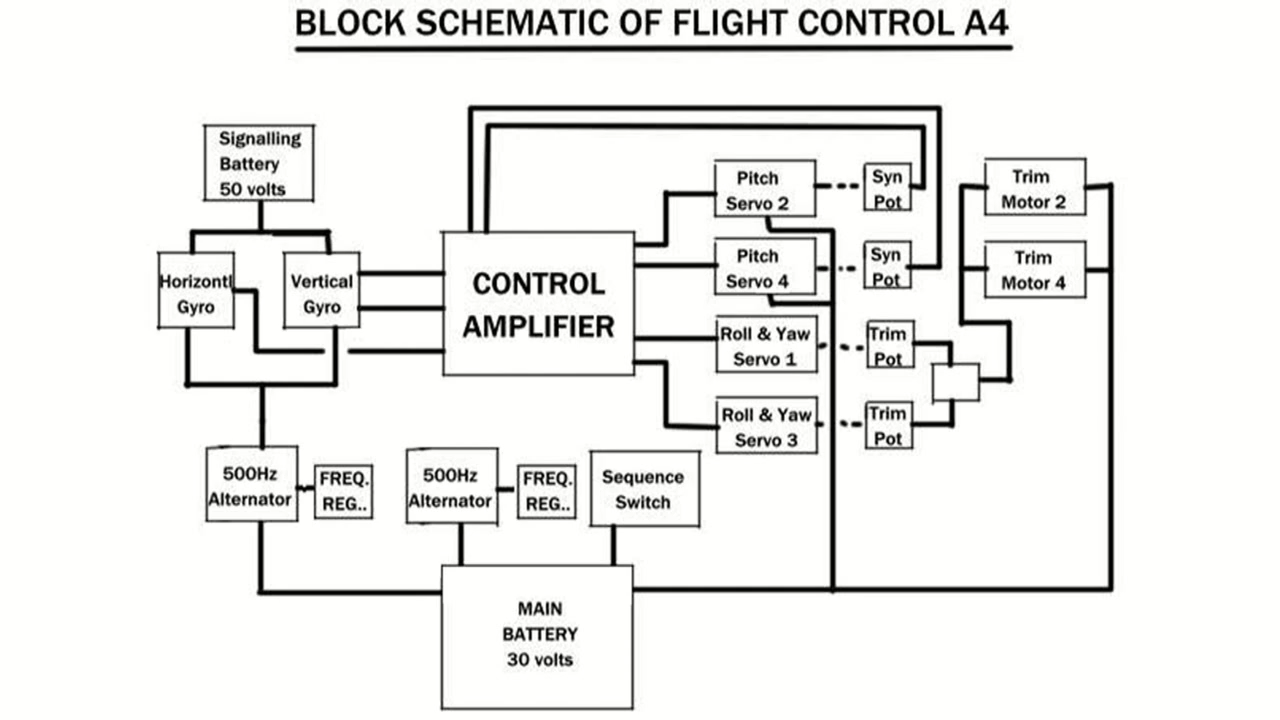 BLOCK SCHEMATIC OF FLIGHT CONTROL A4
Signalling
Battery
50 volts
Horizontl
Gyro
Vertical
Gyro
CONTROL
AMPLIFIER
Pitch
Servo 2
Syn
Pot
Trim
Motor 2
Pitch
Servo 4
Syn
Pot
Trim
Motor 4
Roll & Yaw
Servo 1
Trim
Pot
Roll & Yaw
Servo 3
Trim
Pot
500Hz
Alternator
FREQ.
REG..
500Hz
Alternator
FREQ.
REG..
Sequence
Switch
MAIN
BATTERY
30 volts